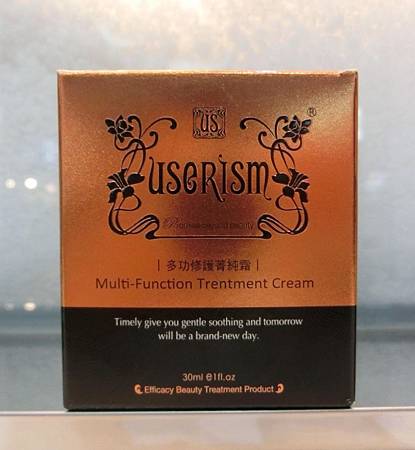 US
®
USERISM
beauty
| 多功修護菁純霜 |
Multi-Function Trentment Cream
Timely give you gentle soothing and tomorrow
will be a brand-new day.
30ml e1fl.oz
Efficacy Beauty Treatment Product